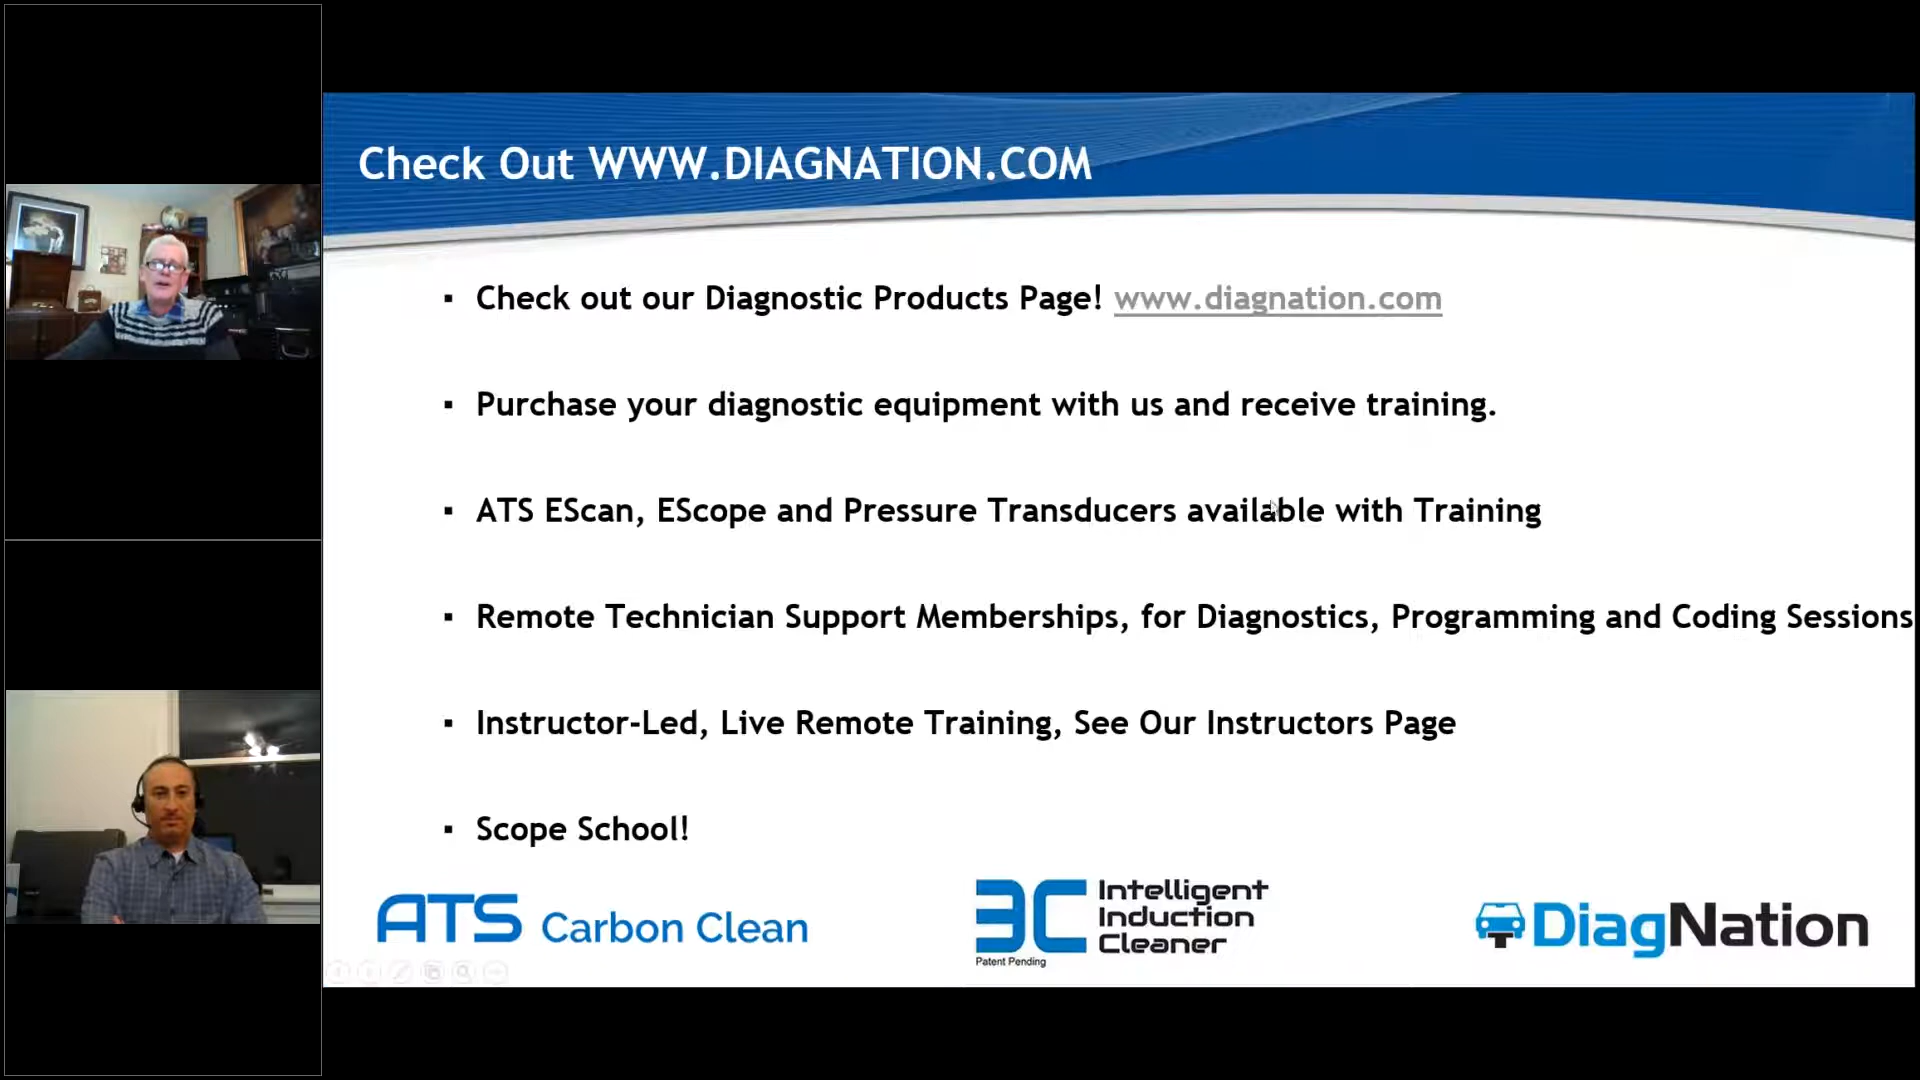 Check Out WWW.DIAGNATION.COM
▪ Check out our Diagnostic Products Page! www.diagnation.com
▪ Purchase your diagnostic equipment with us and receive training.
▪ ATS EScan, EScope and Pressure Transducers available with Training
▪ Remote Technician Support Memberships, for Diagnostics, Programming and Coding Sessions
▪ Instructor-Led, Live Remote Training, See Our Instructors Page
▪ Scope School!
ATS Carbon Clean
3C Intelligent
Induction
Cleaner
Patent Pending
DiagNation